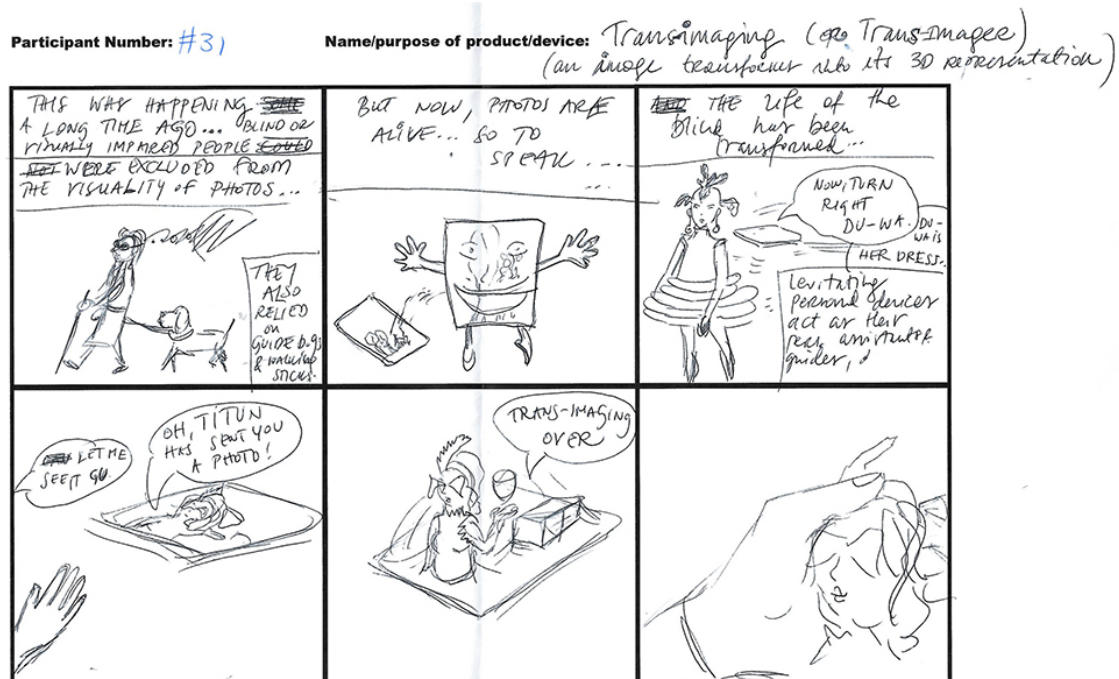 Participant Number: #31
Name/purpose of product/device: Transimaging (or Trans-Imager)
(an image transformer into its 3D representation)
THIS WAS HAPPENING
A LONG TIME AGO... BLIND OR
VISUALLY IMPARED PEOPLE
WERE EXCLUDED FROM
THE VISUALITY OF PHOTOS...
THEY
ALSO
RELIED
on
GUIDE DOGS
& WALKING
STICKS.
BUT NOW, PHOTOS ARE
ALIVE... SO TO
SPEAK....
THE life of the
blind has been
transformed...
NOW, TURN
RIGHT
DU-WA.
DU-
WA is
HER DRESS..
Levitating
personal devices
act as their
assistants &
guides,
LET ME
SEE IT
OH, TITUN
HAS SENT YOU
A PHOTO!
TRANS-IMAGING
OVER